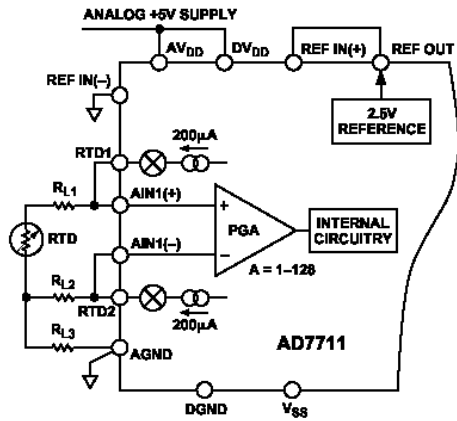 ANALOG +5V SUPPLY
AVDD
DVDD
REF IN(+)
REF OUT
REF IN(–)
2.5V
REFERENCE
RTD1
200µA
RL1
AIN1(+)
RTD
PGA
INTERNAL
CIRCUITRY
AIN1(–)
A = 1–128
RL2
RTD2
200µA
RL3
AGND
AD7711
DGND
VSS